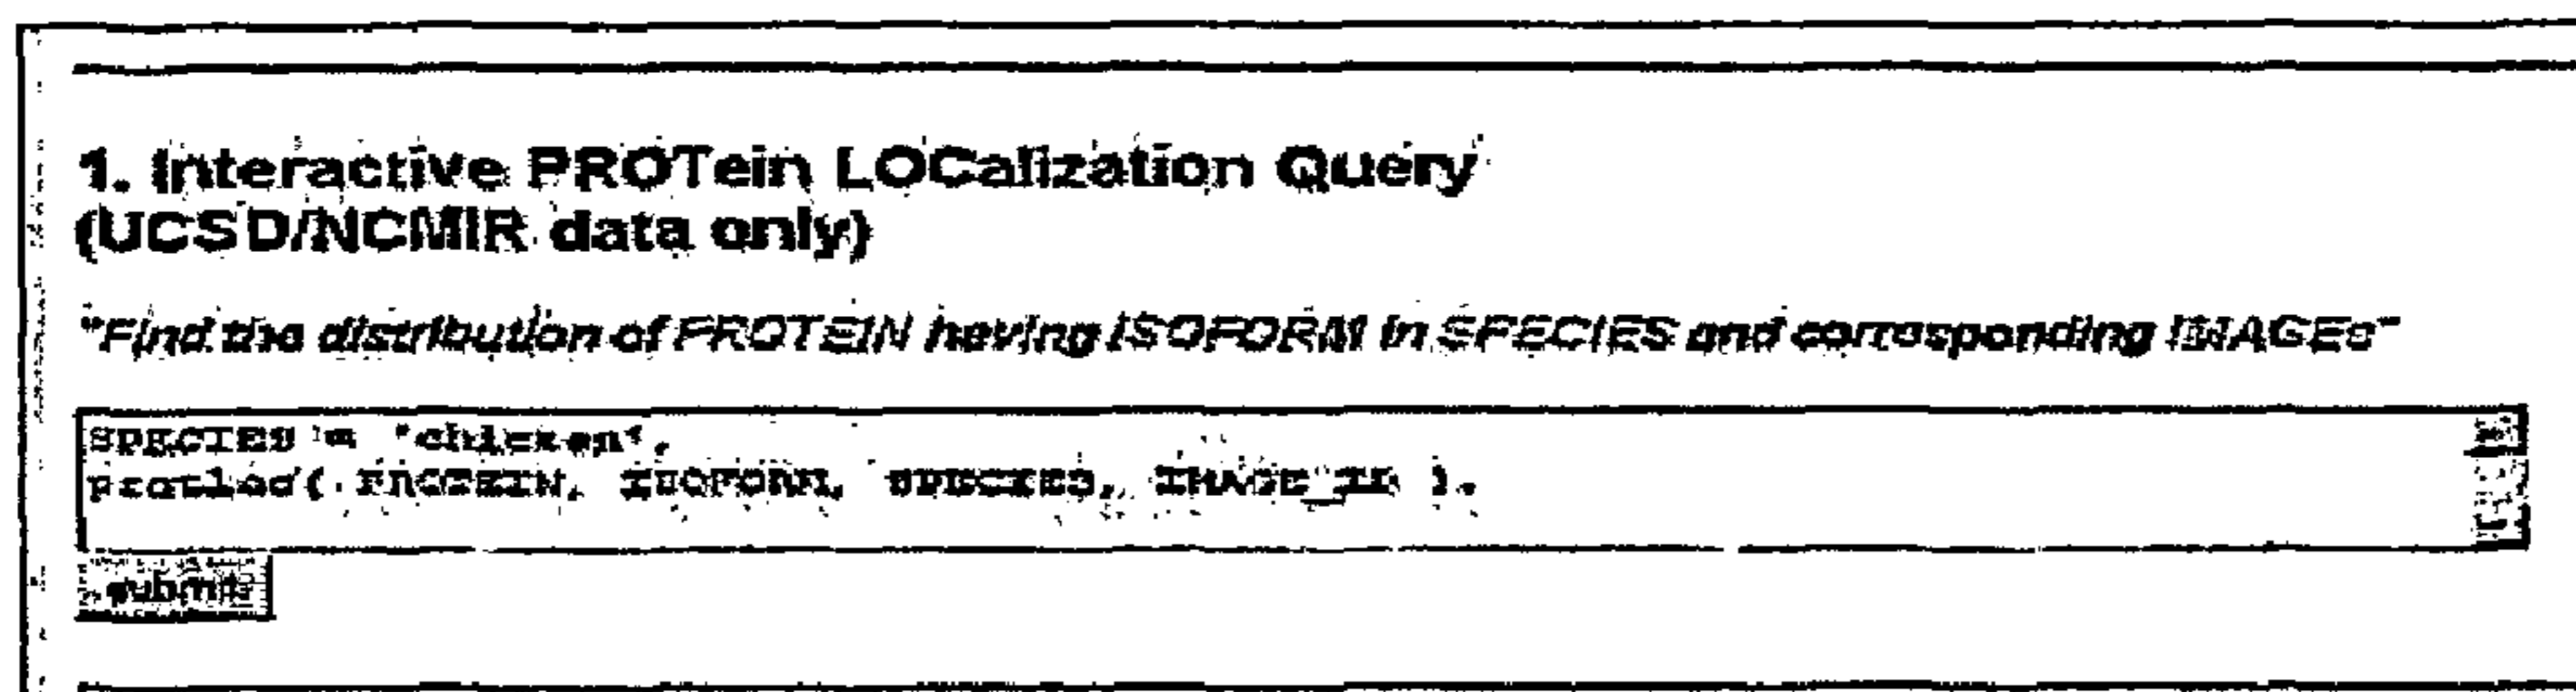 1. Interactive PROTein LOCalization Query
(UCSD/NCMIR data only)
"Find the distribution of PROTEIN having ISOFORM in SPECIES and corresponding IMAGEs"
SPECIES = 'chicken',
protloc( PROTEIN, ISOFORM, SPECIES, IMAGE_ID ).
submit